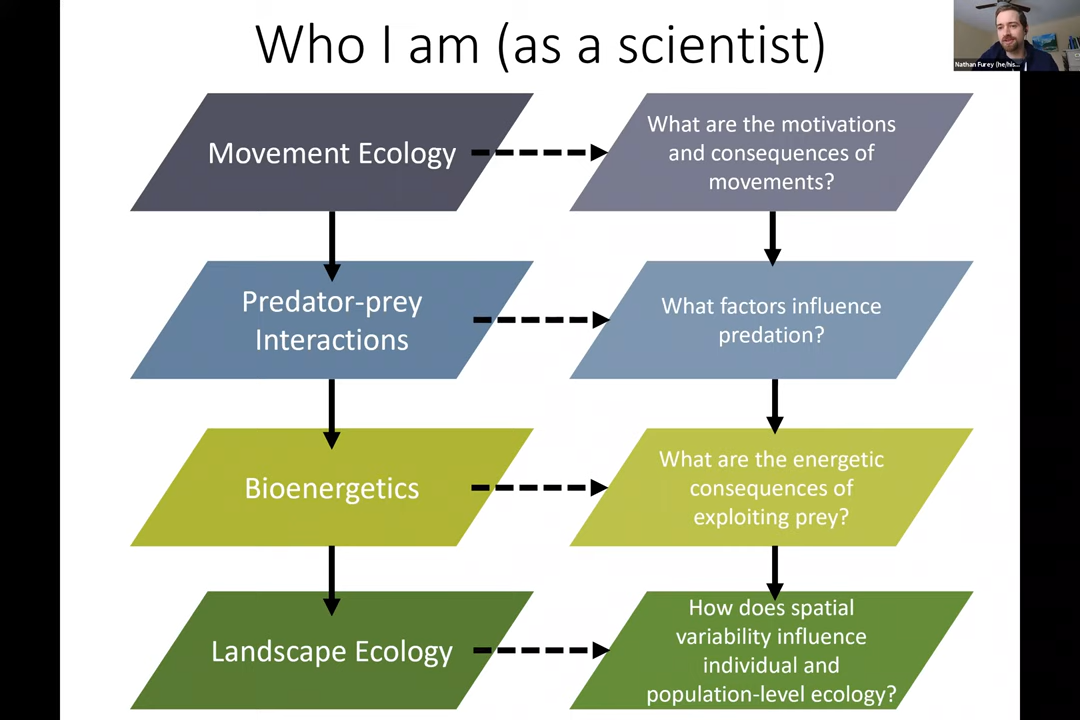 Who I am (as a scientist)
Nathan Furey (he/his...
Movement Ecology
What are the motivations
and consequences of
movements?
Predator-prey
Interactions
What factors influence
predation?
Bioenergetics
What are the energetic
consequences of
exploiting prey?
Landscape Ecology
How does spatial
variability influence
individual and
population-level ecology?